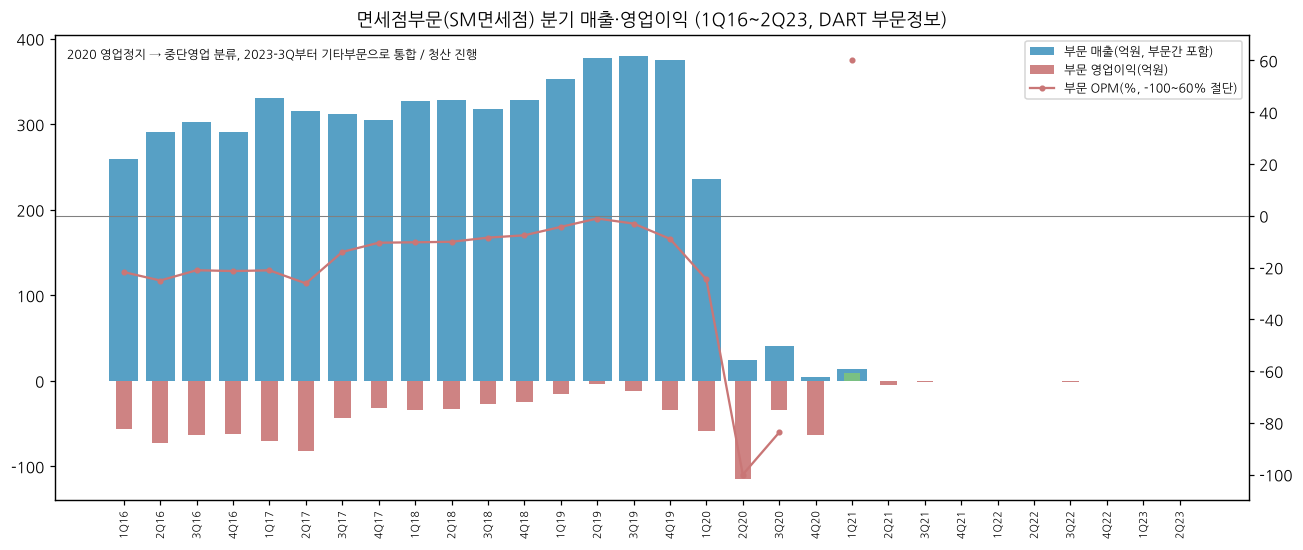 면세점부문(SM면세점) 분기 매출·영업이익 (1Q16~2Q23, DART 부문정보)
2020 영업정지 → 중단영업 분류, 2023-3Q부터 기타부문으로 통합 / 청산 진행
부문 매출(억원, 부문간 포함)
부문 영업이익(억원)
부문 OPM(%, -100~60% 절단)
400
300
200
100
0
-100
60
40
20
0
-20
-40
-60
-80
-100
1Q16
2Q16
3Q16
4Q16
1Q17
2Q17
3Q17
4Q17
1Q18
2Q18
3Q18
4Q18
1Q19
2Q19
3Q19
4Q19
1Q20
2Q20
3Q20
4Q20
1Q21
2Q21
3Q21
4Q21
1Q22
2Q22
3Q22
4Q22
1Q23
2Q23